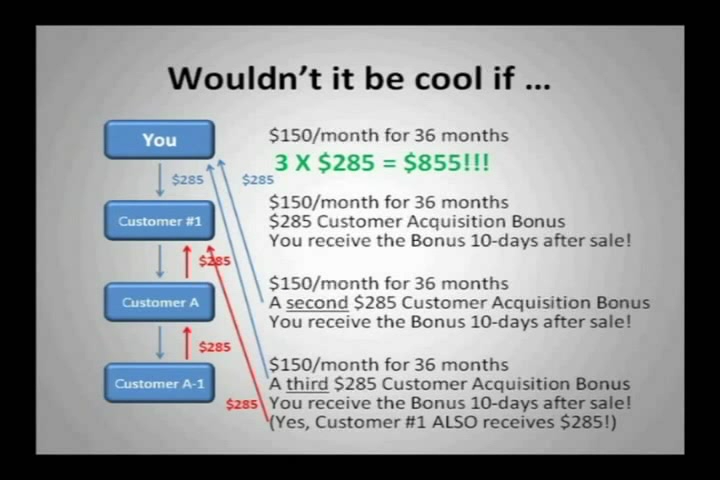 Wouldn't it be cool if ...
You
$150/month for 36 months
3 X $285 = $855!!!
$285
$285
Customer #1
$150/month for 36 months
$285 Customer Acquisition Bonus
You receive the Bonus 10-days after sale!
$285
Customer A
$150/month for 36 months
A second $285 Customer Acquisition Bonus
You receive the Bonus 10-days after sale!
$285
Customer A-1
$150/month for 36 months
A third $285 Customer Acquisition Bonus
You receive the Bonus 10-days after sale!
$285
(Yes, Customer #1 ALSO receives $285!)